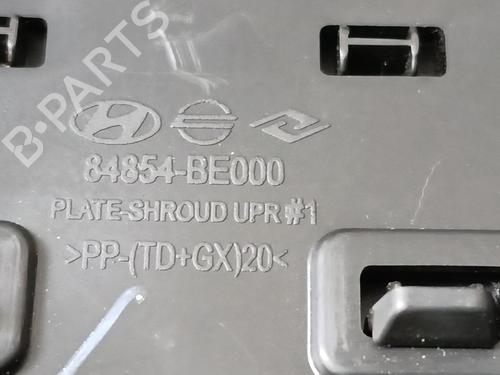 84854-BE000
PLATE-SHROUD UPR #1
>PP-(TD+GX)20<
B-PARTS